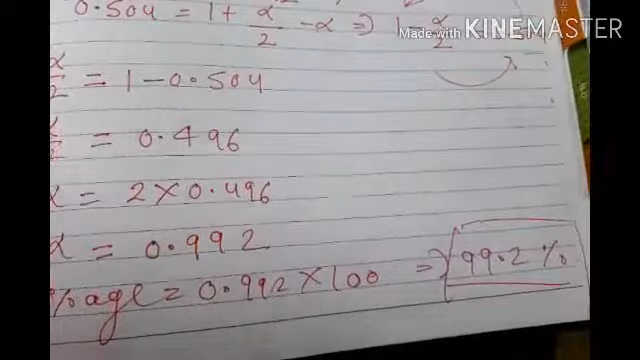 0.504 = 1 + α/2 - α ⇒ 1 - α/2
Made with KINEMASTER
α/2 = 1 - 0.504
α/2 = 0.496
α = 2 × 0.496
α = 0.992
%age = 0.992 × 100 ⇒ 99.2 %